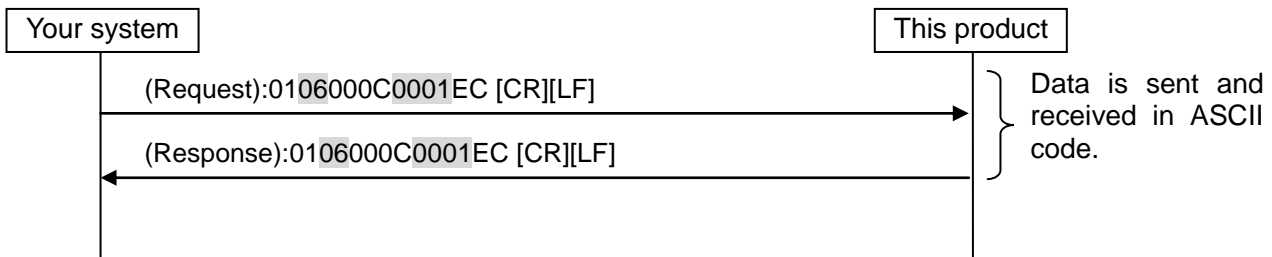 Your system
This product
(Request):0106000C0001EC [CR][LF]
(Response):0106000C0001EC [CR][LF]
Data is sent and
received in ASCII
code.